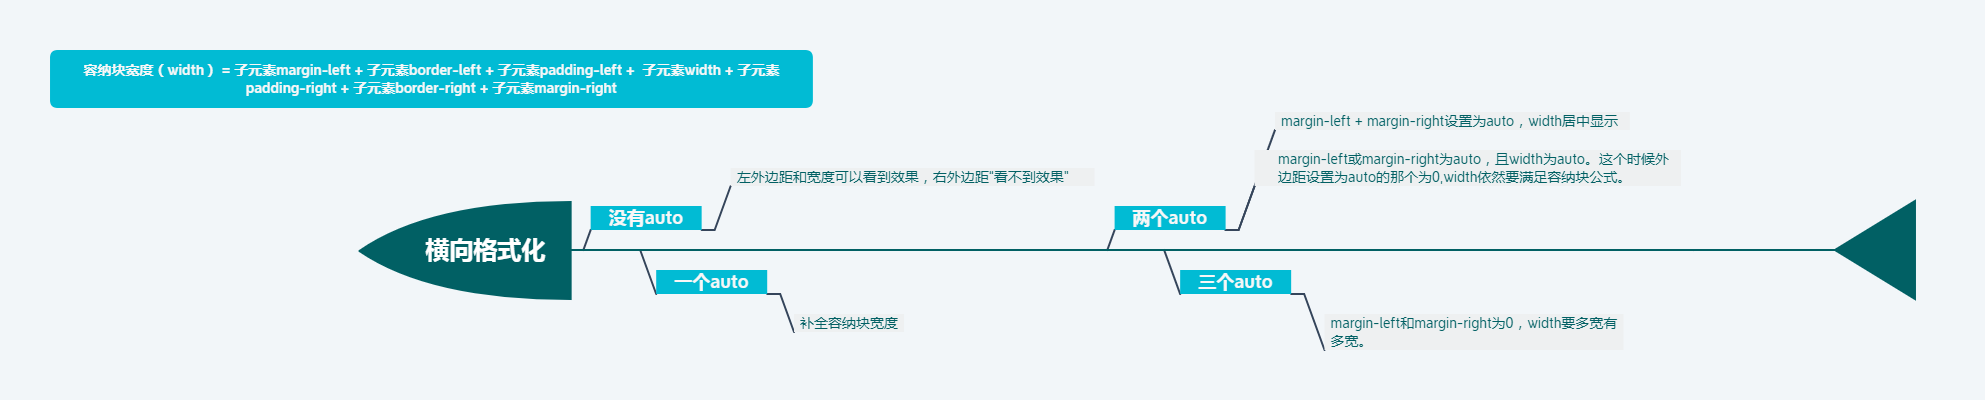 容纳块宽度（width） = 子元素margin-left + 子元素border-left + 子元素padding-left +  子元素width + 子元素
padding-right + 子元素border-right + 子元素margin-right
margin-left + margin-right设置为auto，width居中显示
margin-left或margin-right为auto，且width为auto。这个时候外
边距设置为auto的那个为0,width依然要满足容纳块公式。
左外边距和宽度可以看到效果，右外边距"看不到效果"
没有auto
两个auto
横向格式化
一个auto
三个auto
补全容纳块宽度
margin-left和margin-right为0，width要多宽有
多宽。